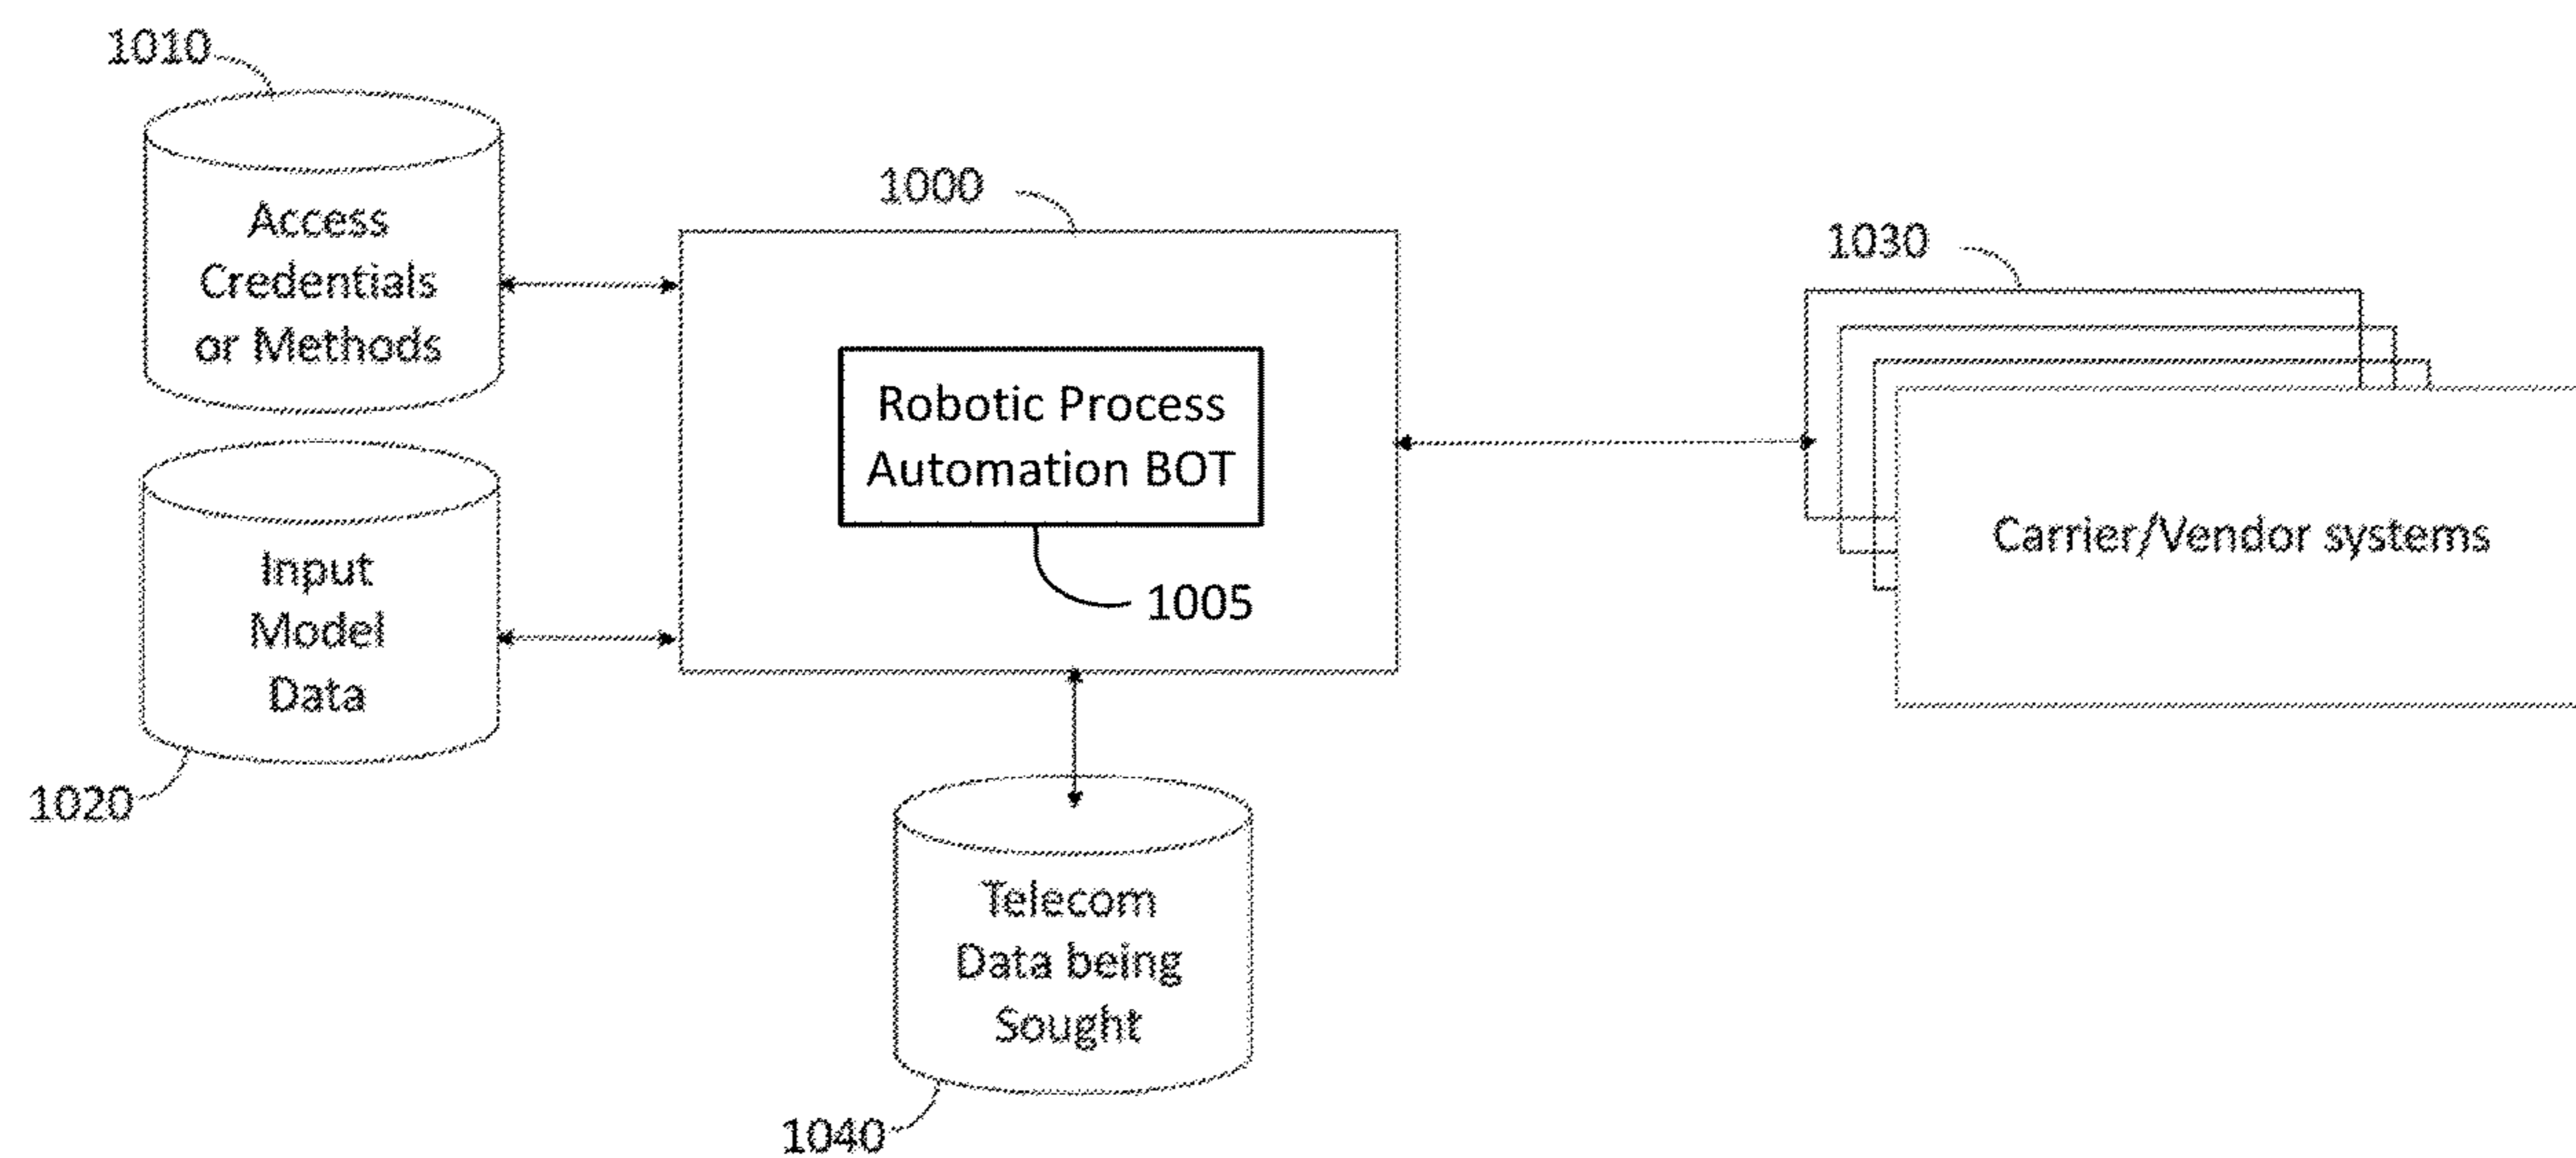 1010
Access
Credentials
or Methods
Input
Model
Data
1020
1000
Robotic Process
Automation BOT
1005
Telecom
Data being
Sought
1040
1030
Carrier/Vendor systems